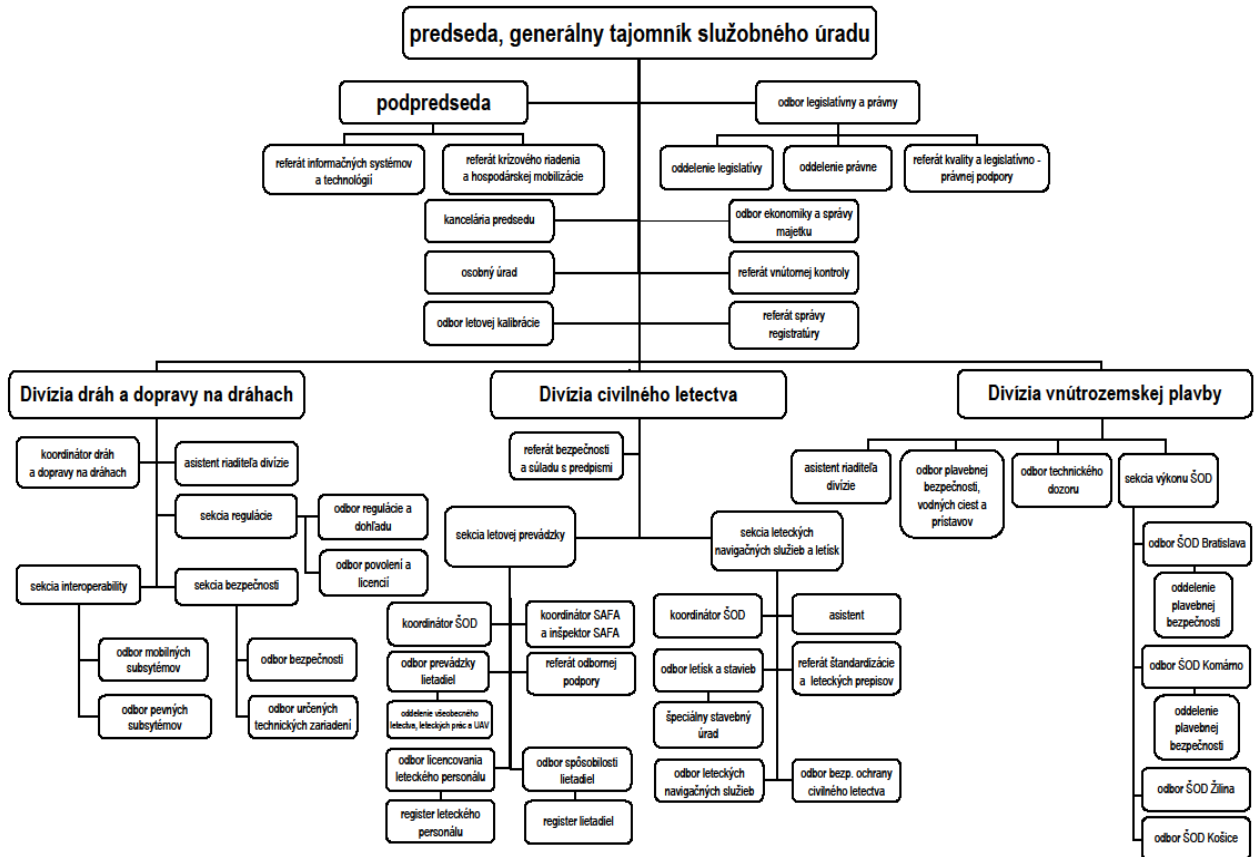 predseda, generálny tajomník služobného úradu
podpredseda
odbor legislatívny a právny
referát informačných systémov
a technológií
referát krízového riadenia
a hospodárskej mobilizácie
oddelenie legislatívy
oddelenie právne
referát kvality a legislatívno -
právnej podpory
kancelária predsedu
odbor ekonomiky a správy
majetku
osobný úrad
referát vnútornej kontroly
odbor letovej kalibrácie
referát správy
registratúry
Divízia dráh a dopravy na dráhach
Divízia civilného letectva
Divízia vnútrozemskej plavby
koordinátor dráh
a dopravy na dráhach
asistent riaditeľa divízie
sekcia regulácie
odbor regulácie a
dohľadu
odbor povolení a
licencií
sekcia interoperability
sekcia bezpečnosti
odbor mobilných
subsytémov
odbor pevných
subsytémov
odbor bezpečnosti
odbor určených
technických zariadení
referát bezpečnosti
a súladu s predpismi
sekcia letovej prevádzky
sekcia leteckých
navigačných služieb a letísk
koordinátor ŠOD
koordinátor SAFA
a inšpektor SAFA
odbor prevádzky
lietadiel
referát odbornej
podpory
oddelenie všeobecného
letectva, leteckých prác a UAV
odbor licencovania
leteckého personálu
odbor spôsobilosti
lietadiel
register leteckého
personálu
register lietadiel
koordinátor ŠOD
asistent
odbor letísk a stavieb
referát štandardizácie
a leteckých prepisov
špeciálny stavebný
úrad
odbor leteckých
navigačných služieb
odbor bezp. ochrany
civilného letectva
asistent riaditeľa
divízie
odbor plavebnej
bezpečnosti,
vodných ciest a
prístavov
odbor technického
dozoru
sekcia výkonu ŠOD
odbor ŠOD Bratislava
oddelenie
plavebnej
bezpečnosti
odbor ŠOD Komárno
oddelenie
plavebnej
bezpečnosti
odbor ŠOD Žilina
odbor ŠOD Košice